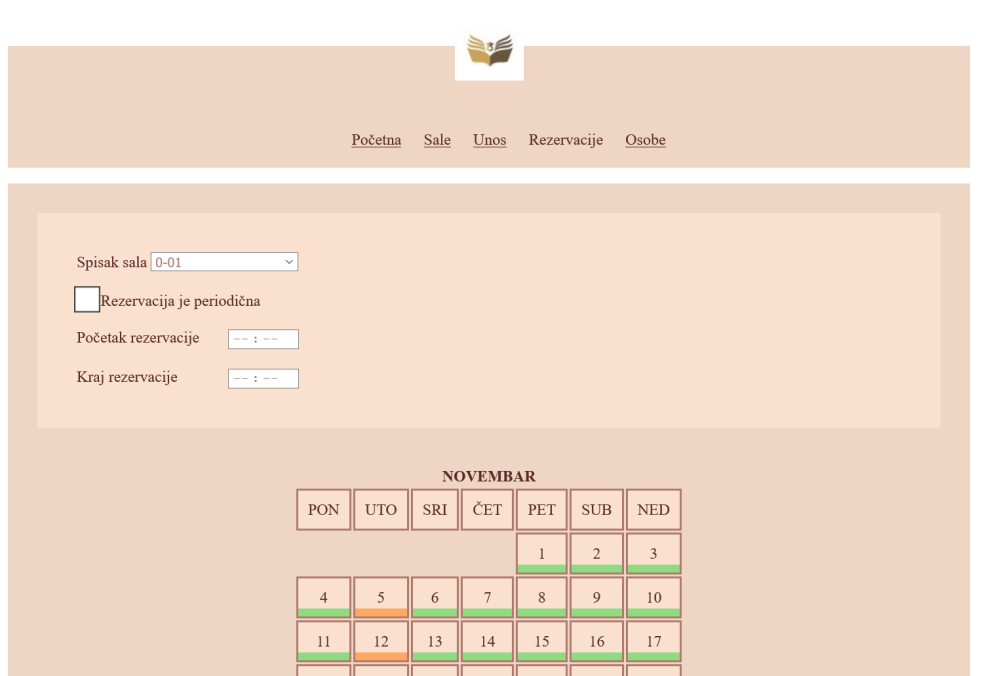 Početna Sale Unos Rezervacije Osobe
Spisak sala 0-01
Rezervacija je periodična
Početak rezervacije --:--
Kraj rezervacije --:--
NOVEMBAR
PON UTO SRI ČET PET SUB NED
1 2 3
4 5 6 7 8 9 10
11 12 13 14 15 16 17